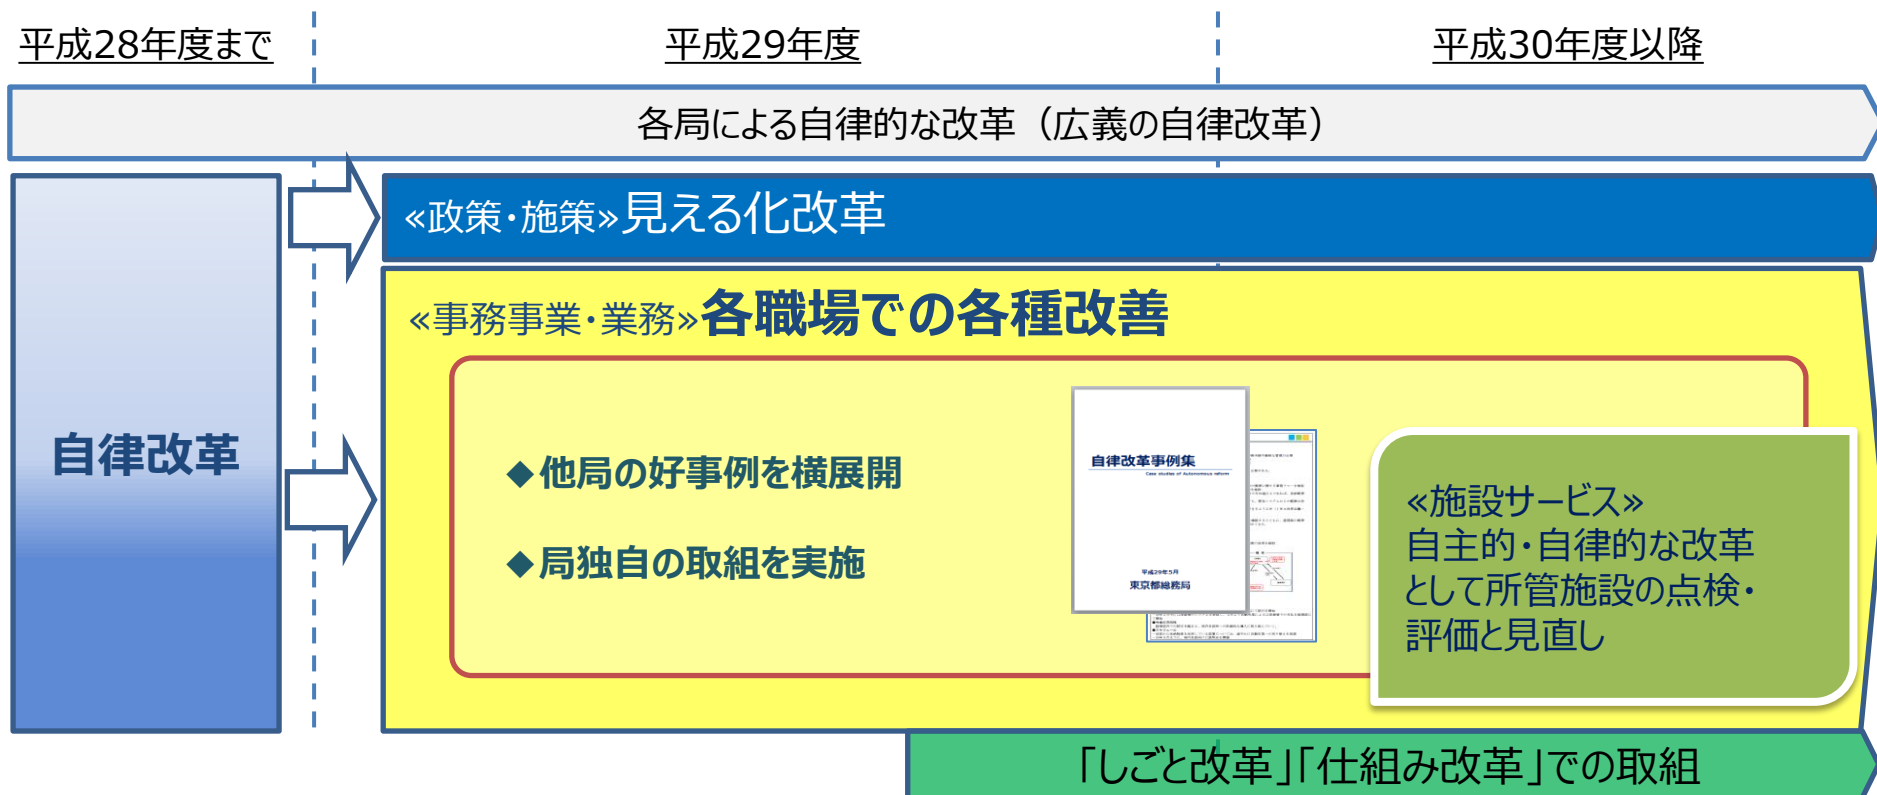 平成28年度まで
平成29年度
平成30年度以降
各局による自律的な改革（広義の自律改革）
«政策・施策»見える化改革
«事務事業・業務»各職場での各種改善
自律改革
◆他局の好事例を横展開
◆局独自の取組を実施
自律改革事例集
Case studies of Autonomous reform
平成29年5月
東京都総務局
«施設サービス»
自主的・自律的な改革
として所管施設の点検・
評価と見直し
「しごと改革」「仕組み改革」での取組